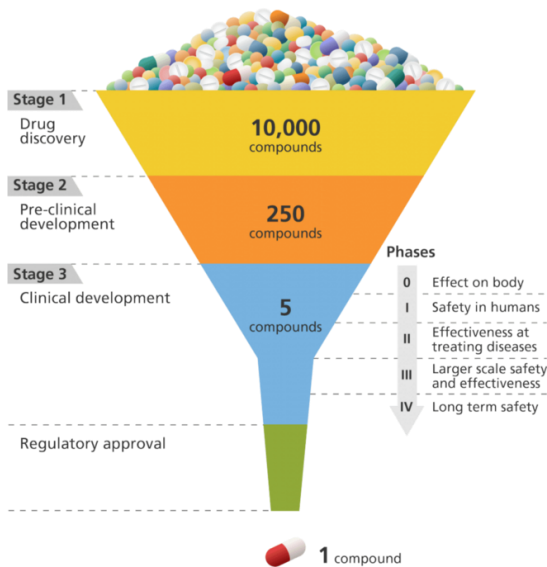 Stage 1
Drug
discovery
10,000
compounds
Stage 2
Pre-clinical
development
250
compounds
Stage 3
Clinical development
5
compounds
Phases
0 Effect on body
I Safety in humans
II Effectiveness at
treating diseases
III Larger scale safety
and effectiveness
IV Long term safety
Regulatory approval
1 compound